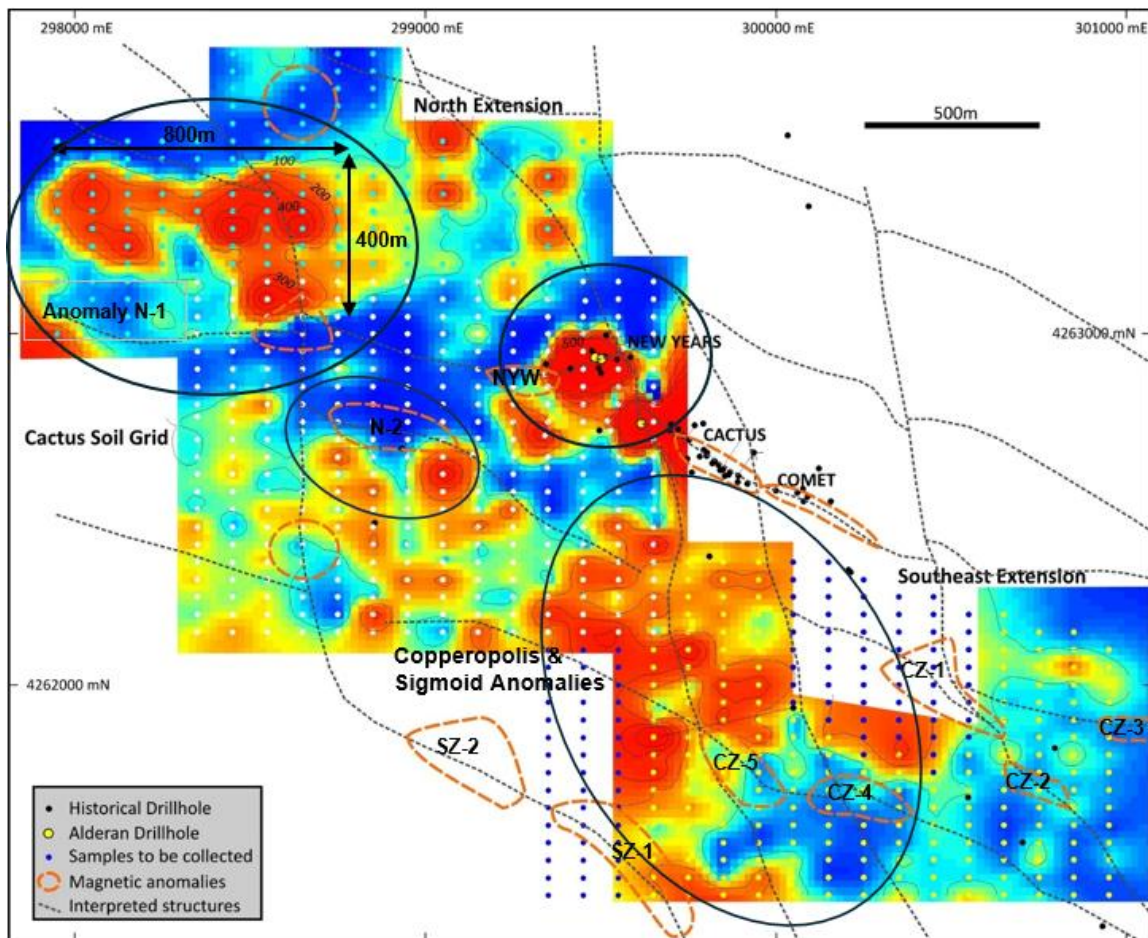 298000 mE
299000 mE
300000 mE
301000 mE
North Extension
500m
800m
100
200
400
400m
300
Anomaly N-1
4263000 mN
800
NEW YEARS
NYW
N-2
Cactus Soil Grid
CACTUS
COMET
Southeast Extension
Copperopolis &
Sigmoid Anomalies
4262000 mN
CZ-1
SZ-2
CZ-3
CZ-5
CZ-2
CZ-4
SZ-1
Historical Drillhole
Alderan Drillhole
Samples to be collected
Magnetic anomalies
Interpreted structures